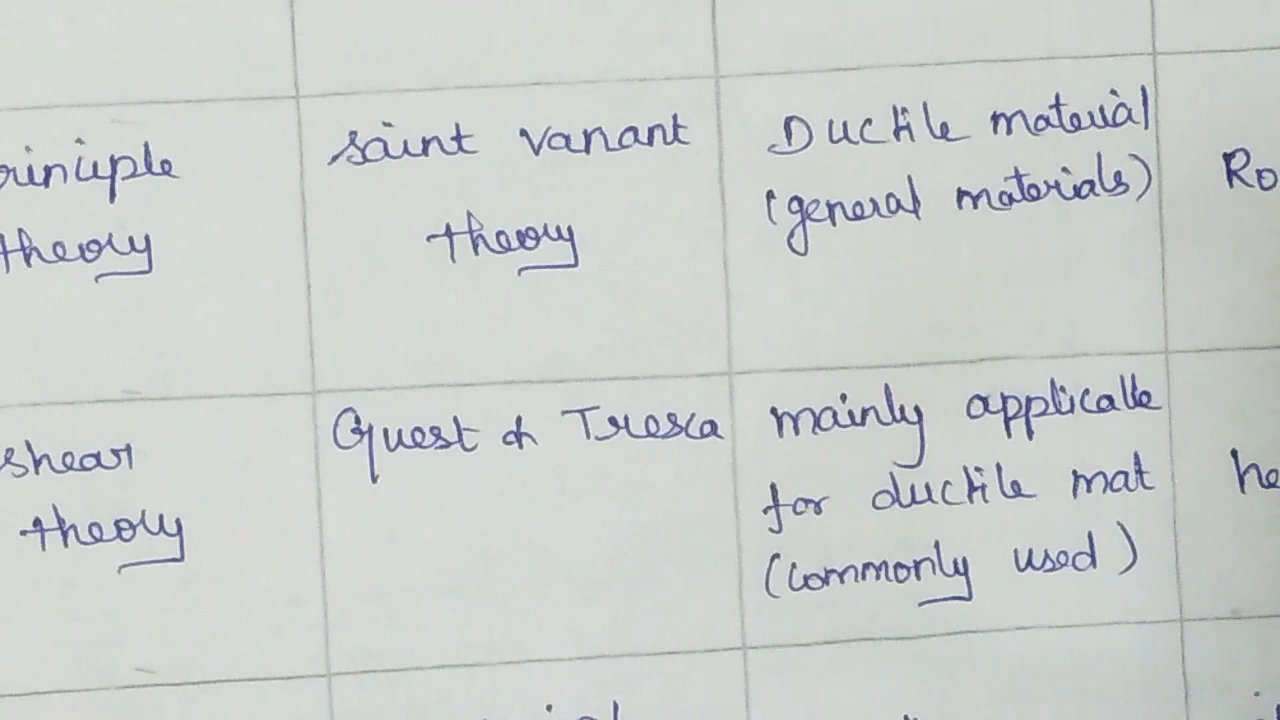 rinciple
theory
saint vanant
theory
Ductile material
(general materials)
Ro
shear
theory
Guest & Tresca
mainly applicable
for ductile mat
(commonly used)
he